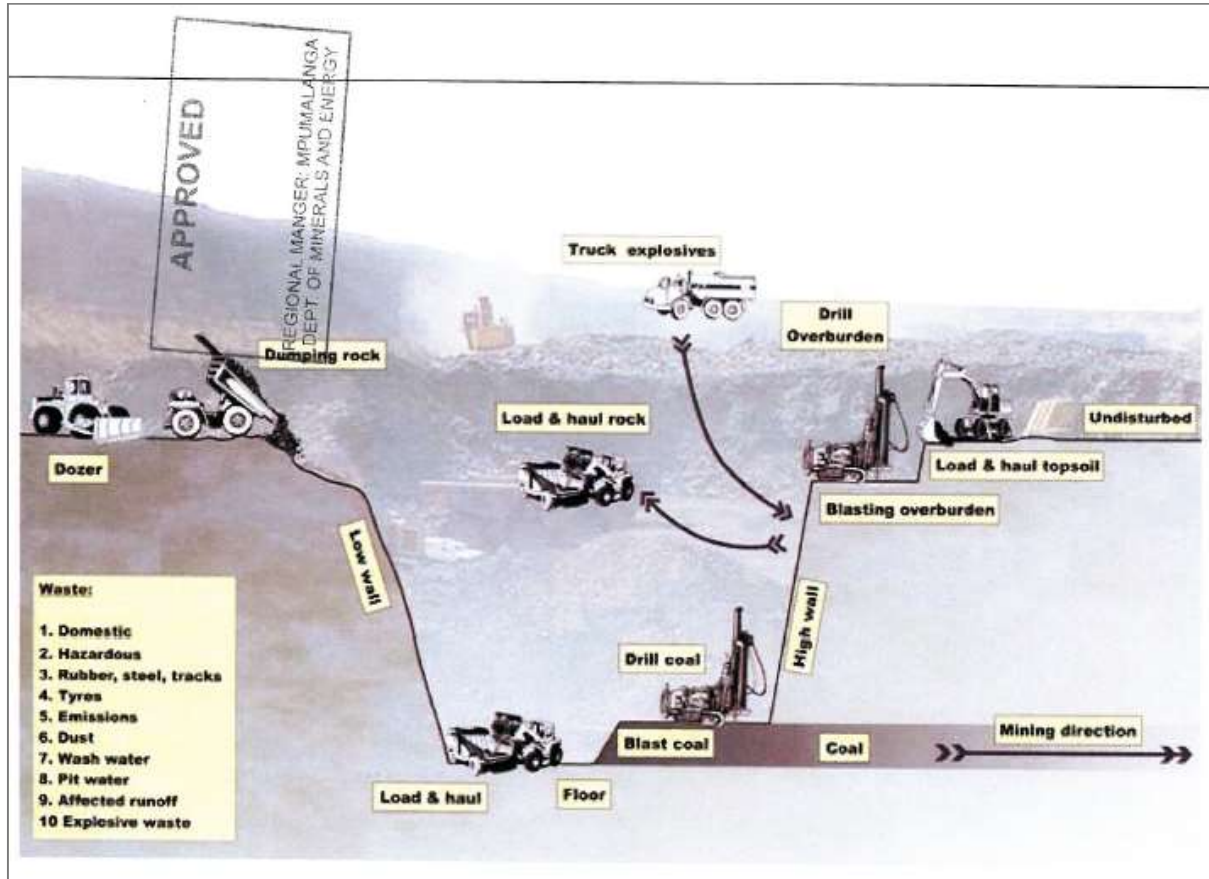 APPROVED
REGIONAL MANGER: MPUMALANGA
DEPT. OF MINERALS AND ENERGY
Truck explosives
Drill
Overburden
Dumping rock
Load & haul rock
Undisturbed
Dozer
Load & haul topsoil
Blasting overburden
Low wall
High wall
Waste:
1. Domestic
2. Hazardous
3. Rubber, steel, tracks
4. Tyres
5. Emissions
6. Dust
7. Wash water
8. Pit water
9. Affected runoff
10 Explosive waste
Drill coal
Mining direction
Blast coal
Coal
Load & haul
Floor